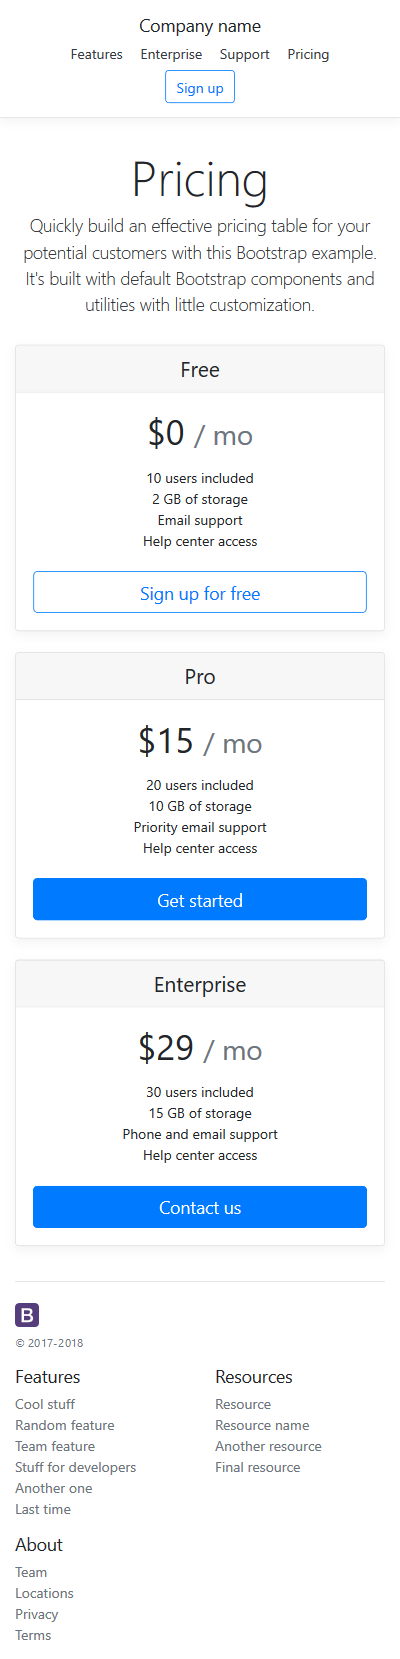 Company name
Features Enterprise Support Pricing
Sign up
Pricing
Quickly build an effective pricing table for your
potential customers with this Bootstrap example.
It's built with default Bootstrap components and
utilities with little customization.
Free
$0 / mo
10 users included
2 GB of storage
Email support
Help center access
Sign up for free
Pro
$15 / mo
20 users included
10 GB of storage
Priority email support
Help center access
Get started
Enterprise
$29 / mo
30 users included
15 GB of storage
Phone and email support
Help center access
Contact us
B
© 2017-2018
Features
Cool stuff
Random feature
Team feature
Stuff for developers
Another one
Last time
Resources
Resource
Resource name
Another resource
Final resource
About
Team
Locations
Privacy
Terms